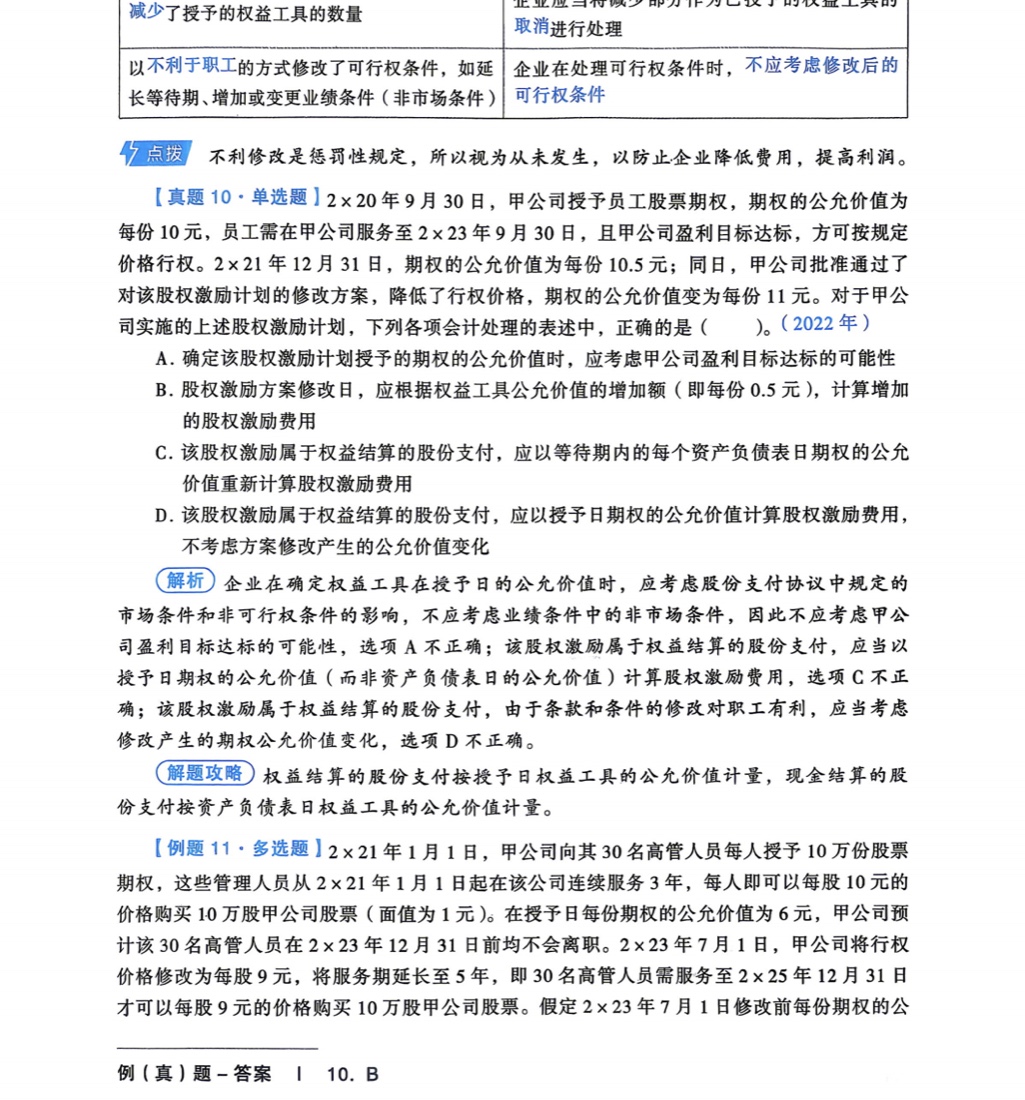 减少了授予的权益工具的数量
企业应当将减少部分作为已授予的权益工具的
取消进行处理
以不利于职工的方式修改了可行权条件，如延
长等待期、增加或变更业绩条件（非市场条件）
企业在处理可行权条件时，不应考虑修改后的
可行权条件
点拨 不利修改是惩罚性规定，所以视为从未发生，以防止企业降低费用，提高利润。
【真题 10·单选题】2×20 年 9 月 30 日，甲公司授予员工股票期权，期权的公允价值为
每份 10 元，员工需在甲公司服务至 2×23 年 9 月 30 日，且甲公司盈利目标达标，方可按规定
价格行权。2×21 年 12 月 31 日，期权的公允价值为每份 10.5 元；同日，甲公司批准通过了
对该股权激励计划的修改方案，降低了行权价格，期权的公允价值变为每份 11 元。对于甲公
司实施的上述股权激励计划，下列各项会计处理的表述中，正确的是（　　）。（2022 年）
A. 确定该股权激励计划授予的期权的公允价值时，应考虑甲公司盈利目标达标的可能性
B. 股权激励方案修改日，应根据权益工具公允价值的增加额（即每份 0.5 元），计算增加
的股权激励费用
C. 该股权激励属于权益结算的股份支付，应以等待期内的每个资产负债表日期权的公允
价值重新计算股权激励费用
D. 该股权激励属于权益结算的股份支付，应以授予日期权的公允价值计算股权激励费用，
不考虑方案修改产生的公允价值变化
解析 企业在确定权益工具在授予日的公允价值时，应考虑股份支付协议中规定的
市场条件和非可行权条件的影响，不应考虑业绩条件中的非市场条件，因此不应考虑甲公
司盈利目标达标的可能性，选项 A 不正确；该股权激励属于权益结算的股份支付，应当以
授予日期权的公允价值（而非资产负债表日的公允价值）计算股权激励费用，选项 C 不正
确；该股权激励属于权益结算的股份支付，由于条款和条件的修改对职工有利，应当考虑
修改产生的期权公允价值变化，选项 D 不正确。
解题攻略 权益结算的股份支付按授予日权益工具的公允价值计量，现金结算的股
份支付按资产负债表日权益工具的公允价值计量。
【例题 11·多选题】2×21 年 1 月 1 日，甲公司向其 30 名高管人员每人授予 10 万份股票
期权，这些管理人员从 2×21 年 1 月 1 日起在该公司连续服务 3 年，每人即可以每股 10 元的
价格购买 10 万股甲公司股票（面值为 1 元）。在授予日每份期权的公允价值为 6 元，甲公司预
计该 30 名高管人员在 2×23 年 12 月 31 日前均不会离职。2×23 年 7 月 1 日，甲公司将行权
价格修改为每股 9 元，将服务期延长至 5 年，即 30 名高管人员需服务至 2×25 年 12 月 31 日
才可以每股 9 元的价格购买 10 万股甲公司股票。假定 2×23 年 7 月 1 日修改前每份期权的公
例（真）题－答案 | 10. B